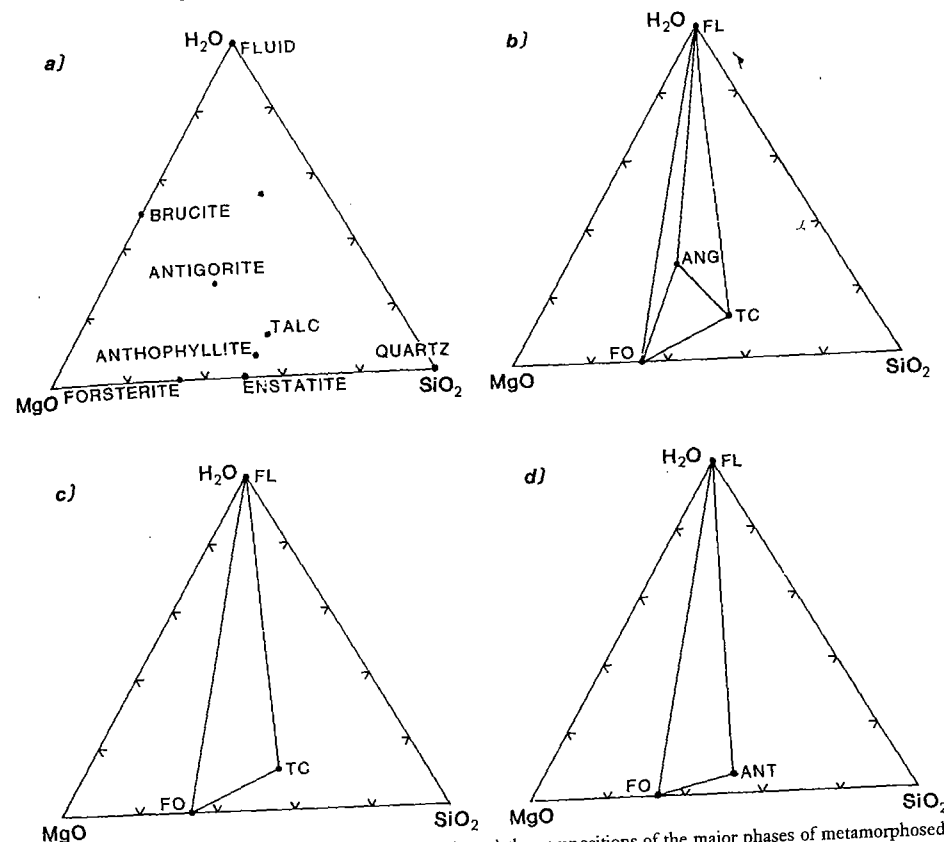 a)
H2O FLUID
BRUCITE
ANTIGORITE
TALC
ANTHOPHYLLITE
QUARTZ
MgO FORSTERITE ENSTATITE SiO2
b)
H2O FL
ANG
TC
FO
MgO SiO2
c)
H2O FL
TC
FO
MgO SiO2
d)
H2O FL
FO ANT
MgO SiO2
positions of the major phases of metamorphosed